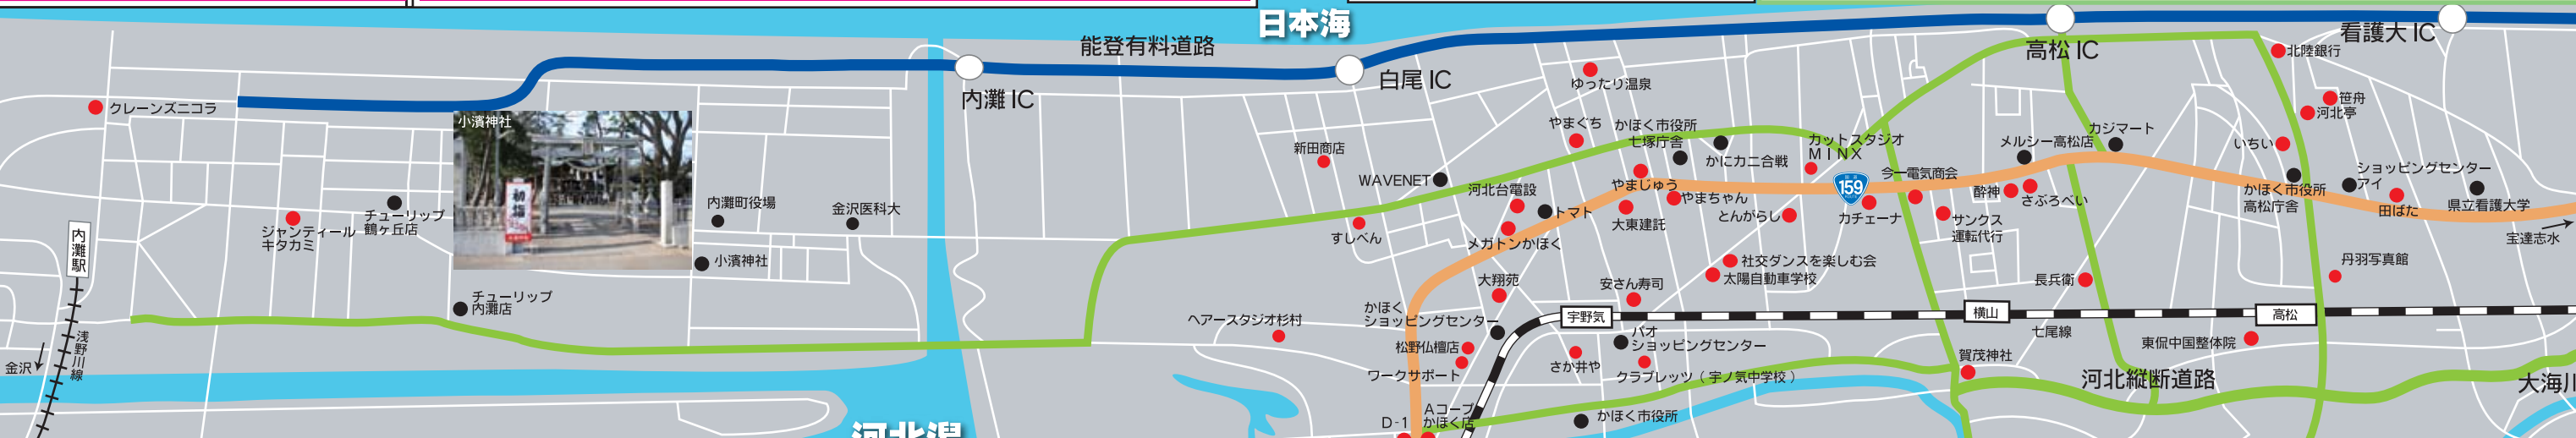 日本海
能登有料道路
高松 IC
看護大 IC
北陸銀行
白尾 IC
内灘 IC
ゆったり温泉
クレーンズニコラ
小濱神社
初詣
笹舟
河北亭
やまぐち
かほく市役所
七塚庁舎
かにカニ合戦
カットスタジオ
ＭＩＮＸ
メルシー高松店
カジマート
いちい
新田商店
WAVENET
河北台電設
やまじゅう
やまちゃん
159
今一電気商会
酔神
さぶろべい
かほく市役所
高松庁舎
ショッピングセンター
アイ
田はた
県立看護大学
宝達志水
チューリップ
鶴ヶ丘店
ジャンティール
キタカミ
内灘町役場
金沢医科大
小濱神社
すしべん
トマト
メガトンかほく
大東建託
とんがらし
カチェーナ
サンクス
運転代行
内灘駅
浅野川線
金沢
チューリップ
内灘店
社交ダンスを楽しむ会
太陽自動車学校
大翔苑
安さん寿司
長兵衛
丹羽写真館
かほく
ショッピングセンター
宇野気
横山
高松
七尾線
ヘアースタジオ杉村
松野仏檀店
ワークサポート
パオ
ショッピングセンター
さか井や
クラブレッツ（宇ノ気中学校）
賀茂神社
東侃中国整体院
河北縦断道路
大海川
Ａコープ
かほく店
D-1
かほく市役所
河北潟